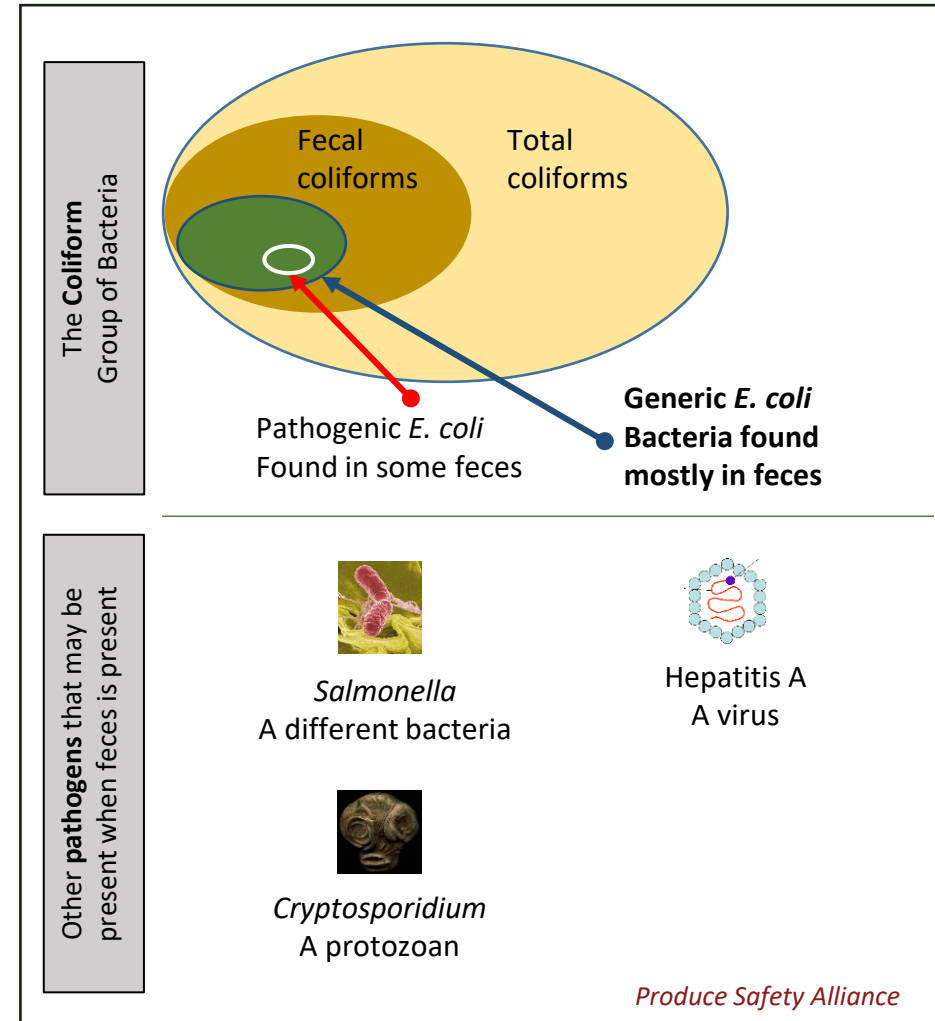 The Coliform
Group of Bacteria
Fecal
coliforms
Total
coliforms
Pathogenic E. coli
Found in some feces
Generic E. coli
Bacteria found
mostly in feces
Other pathogens that may be
present when feces is present
Salmonella
A different bacteria
Hepatitis A
A virus
Cryptosporidium
A protozoan
Produce Safety Alliance